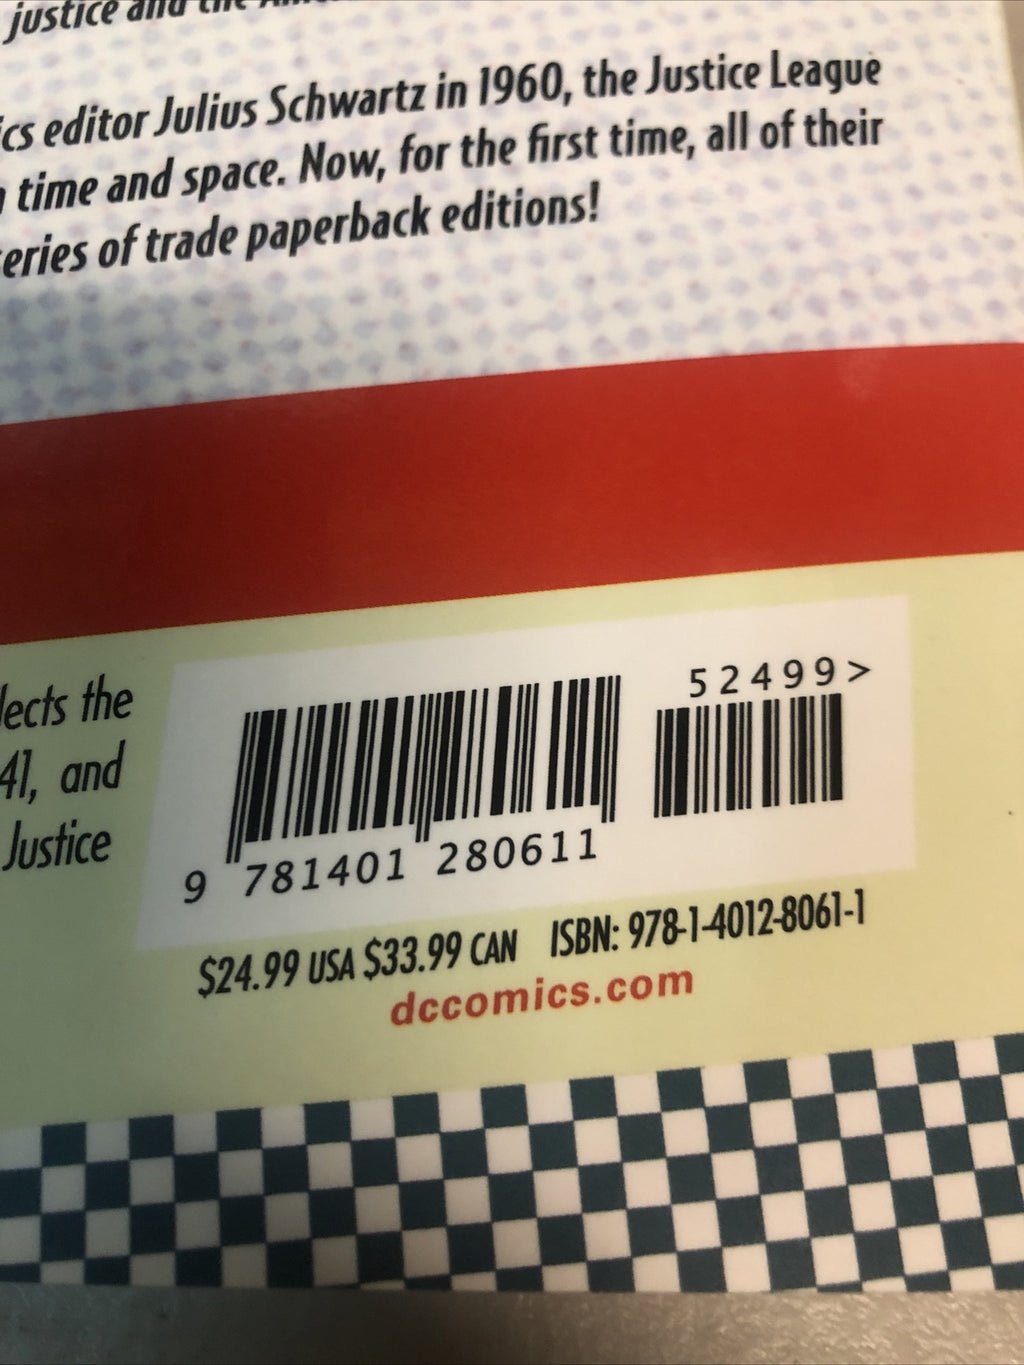 justice and the
ics editor Julius Schwartz in 1960, the Justice League
time and space. Now, for the first time, all of their
eries of trade paperback editions!
lects the
41, and
Justice
52499>
9 781401 280611
$24.99 USA $33.99 CAN ISBN: 978-1-4012-8061-1
dccomics.com